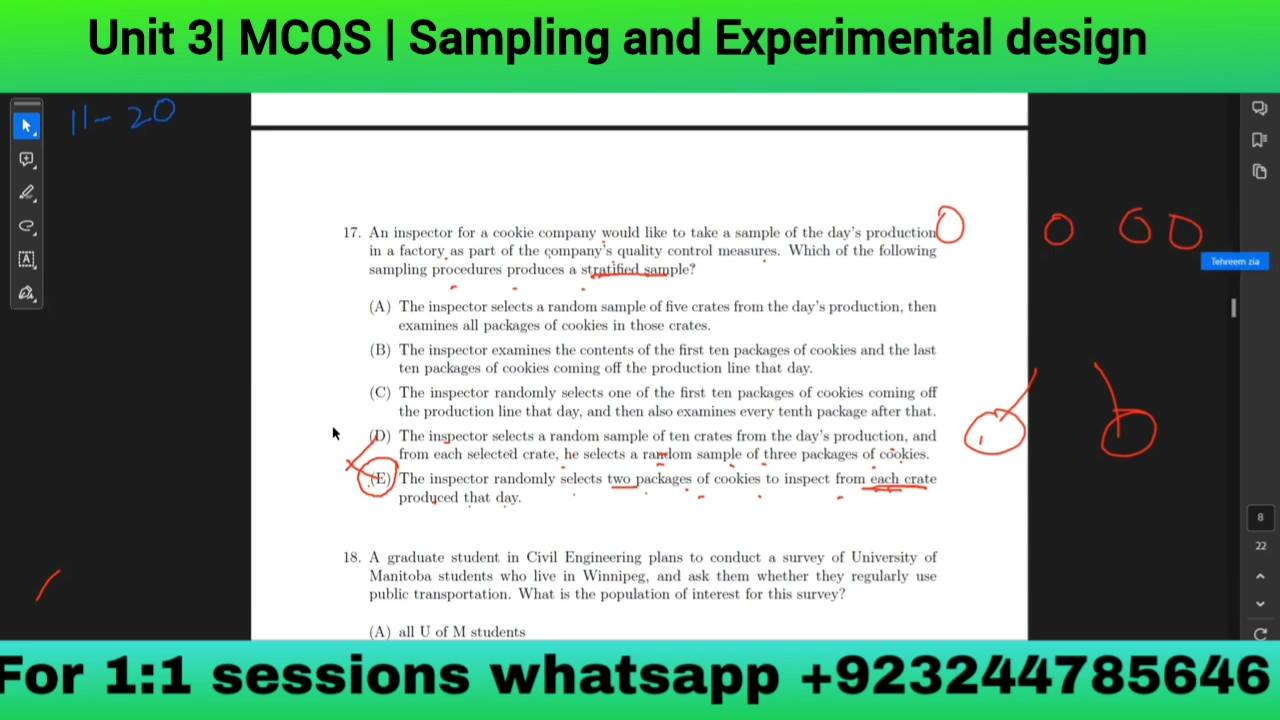 Unit 3| MCQS | Sampling and Experimental design
11- 20
17. An inspector for a cookie company would like to take a sample of the day's production
in a factory as part of the company's quality control measures. Which of the following
sampling procedures produces a stratified sample?
Tehreem zia
(A) The inspector selects a random sample of five crates from the day's production, then
examines all packages of cookies in those crates.
(B) The inspector examines the contents of the first ten packages of cookies and the last
ten packages of cookies coming off the production line that day.
(C) The inspector randomly selects one of the first ten packages of cookies coming off
the production line that day, and then also examines every tenth package after that.
(D) The inspector selects a random sample of ten crates from the day's production, and
from each selected crate, he selects a random sample of three packages of cookies.
(E) The inspector randomly selects two packages of cookies to inspect from each crate
produced that day.
8
22
18. A graduate student in Civil Engineering plans to conduct a survey of University of
Manitoba students who live in Winnipeg, and ask them whether they regularly use
public transportation. What is the population of interest for this survey?
(A) all U of M students
For 1:1 sessions whatsapp +923244785646